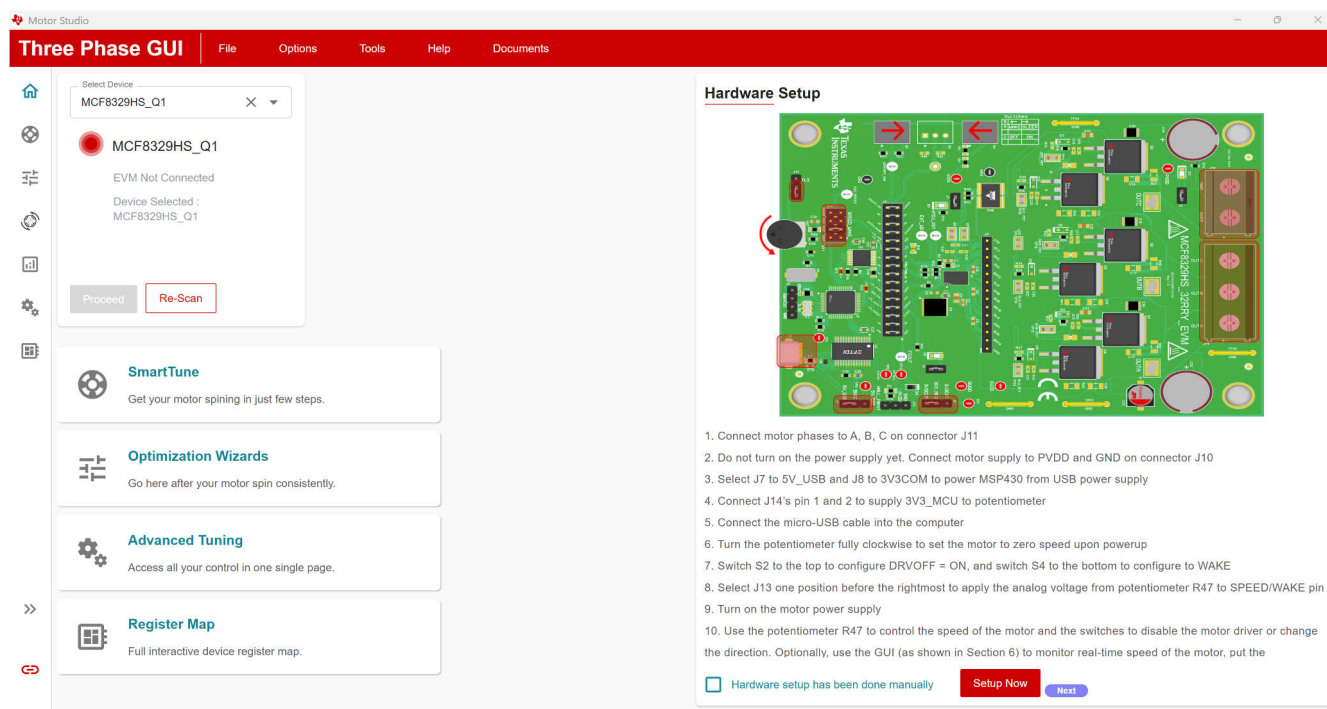 Motor Studio
Three Phase GUI
File
Options
Tools
Help
Documents
Select Device
MCF8329HS_Q1
MCF8329HS_Q1
EVM Not Connected
Device Selected :
MCF8329HS_Q1
Proceed
Re-Scan
SmartTune
Get your motor spining in just few steps.
Optimization Wizards
Go here after your motor spin consistently.
Advanced Tuning
Access all your control in one single page.
Register Map
Full interactive device register map.
Hardware Setup
TEXAS
INSTRUMENTS
OUTC
OUTB
OUTA
MCF8329HS_32RRY_EVM
FTDI
1. Connect motor phases to A, B, C on connector J11
2. Do not turn on the power supply yet. Connect motor supply to PVDD and GND on connector J10
3. Select J7 to 5V_USB and J8 to 3V3COM to power MSP430 from USB power supply
4. Connect J14's pin 1 and 2 to supply 3V3_MCU to potentiometer
5. Connect the micro-USB cable into the computer
6. Turn the potentiometer fully clockwise to set the motor to zero speed upon powerup
7. Switch S2 to the top to configure DRVOFF = ON, and switch S4 to the bottom to configure to WAKE
8. Select J13 one position before the rightmost to apply the analog voltage from potentiometer R47 to SPEED/WAKE pin
9. Turn on the motor power supply
10. Use the potentiometer R47 to control the speed of the motor and the switches to disable the motor driver or change
the direction. Optionally, use the GUI (as shown in Section 6) to monitor real-time speed of the motor, put the
Hardware setup has been done manually
Setup Now
Next